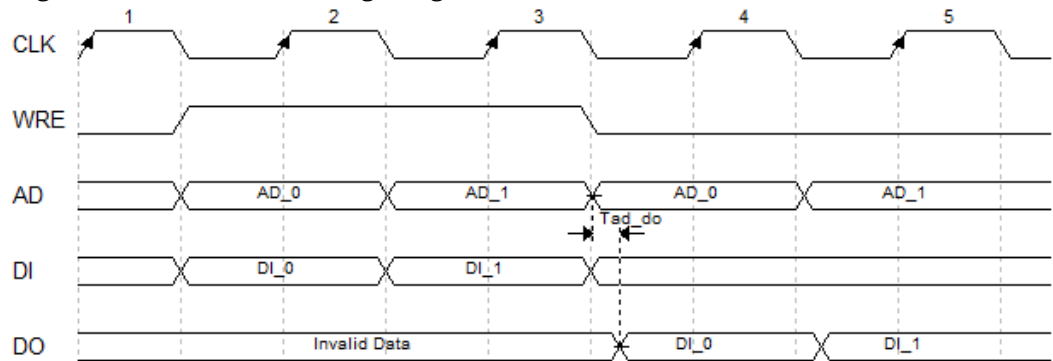 1 2 3 4 5
CLK
WRE
AD AD_0 AD_1 AD_0 AD_1
Tad_do
DI DI_0 DI_1
DO Invalid Data DI_0 DI_1